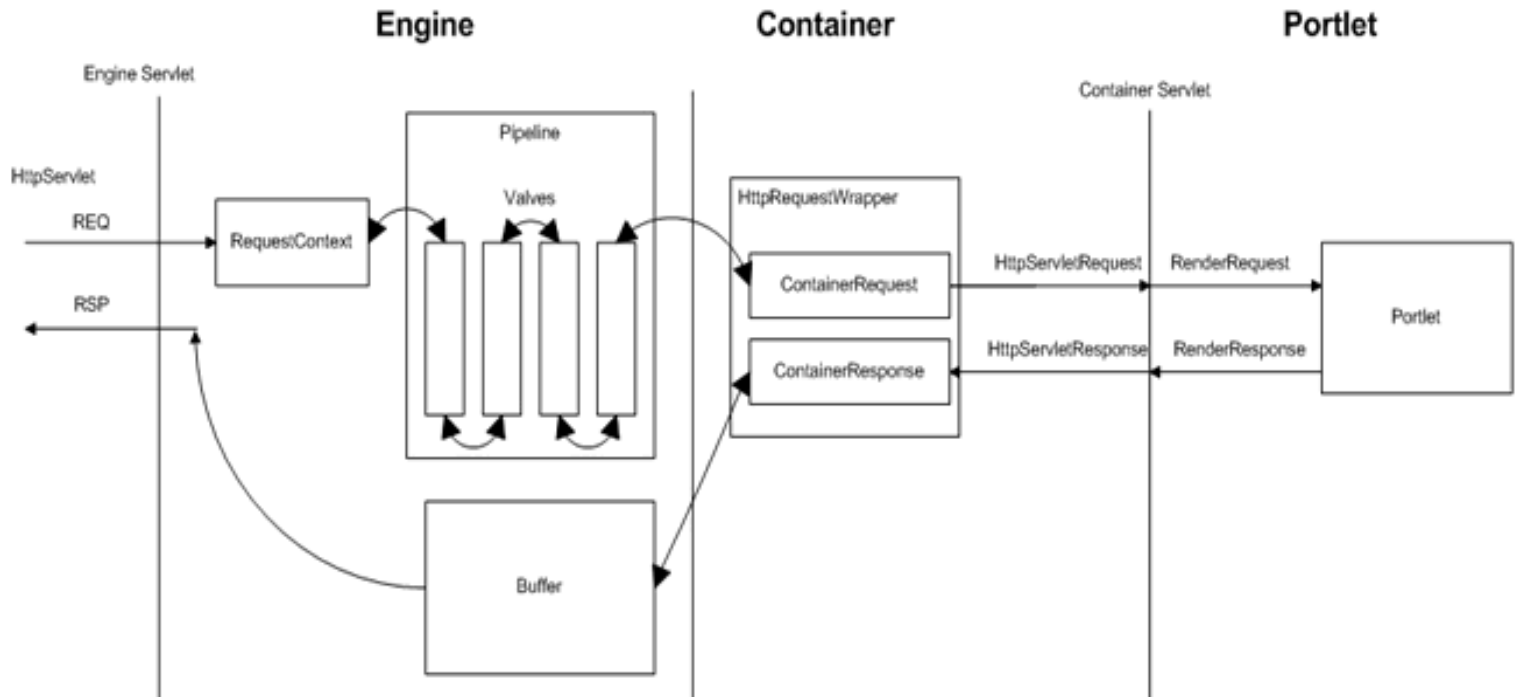 Engine
Container
Portlet
Engine Servlet
Container Servlet
Pipeline
HttpServlet
Valves
HttpRequestWrapper
REQ
RequestContext
HttpServletRequest
RenderRequest
ContainerRequest
RSP
Portlet
HttpServletResponse
RenderResponse
ContainerResponse
Buffer